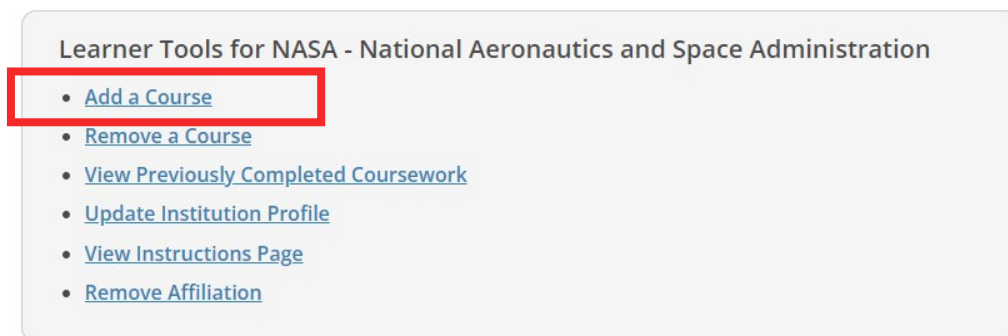 Learner Tools for NASA - National Aeronautics and Space Administration
Add a Course
Remove a Course
View Previously Completed Coursework
Update Institution Profile
View Instructions Page
Remove Affiliation